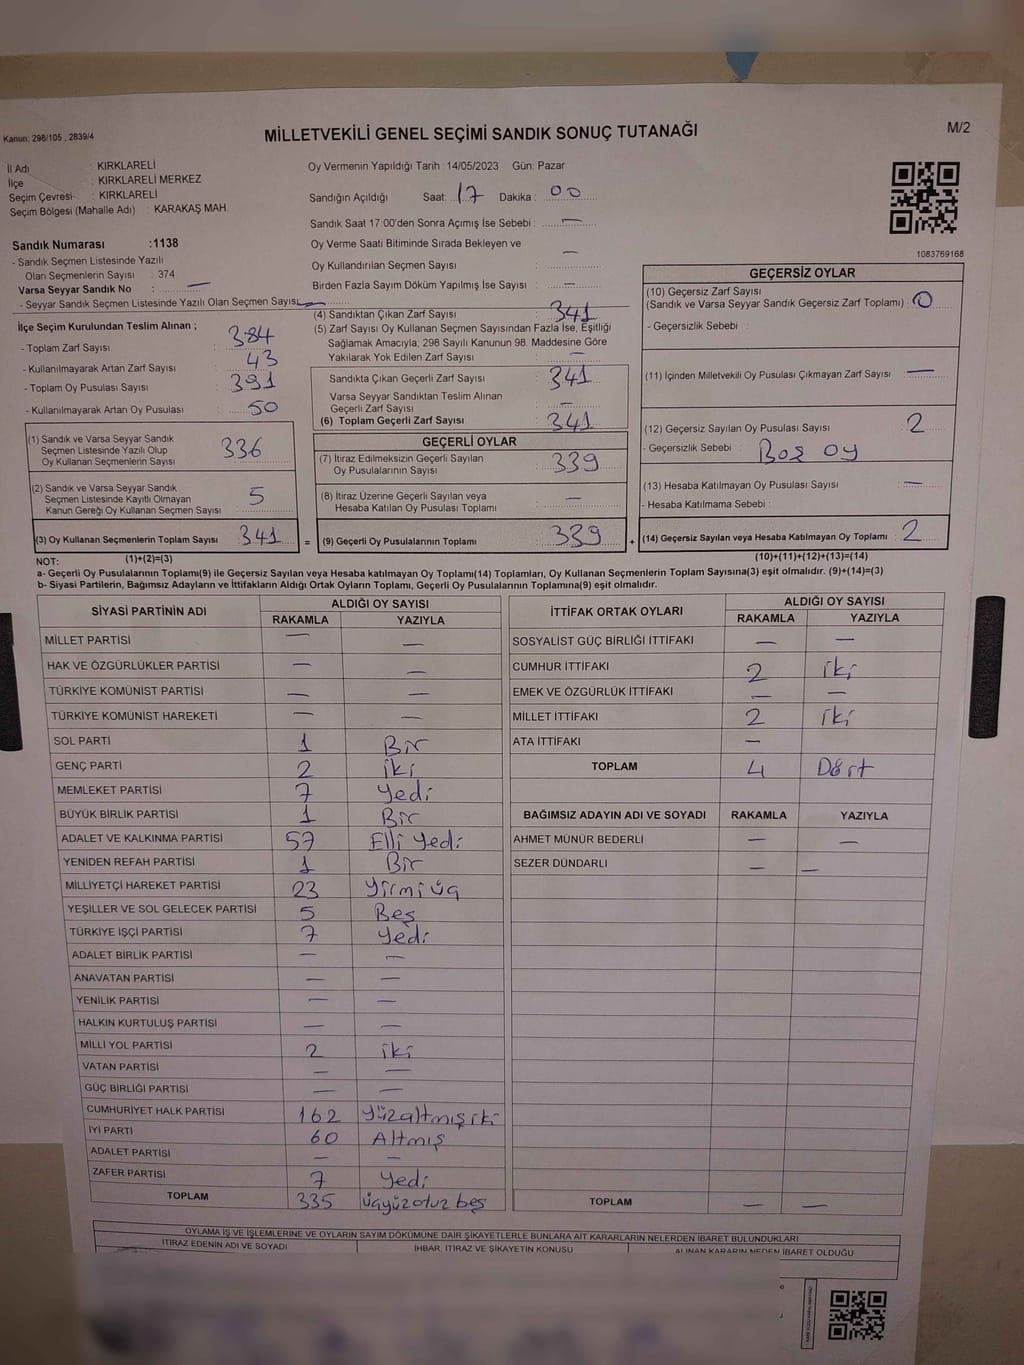 Kanun: 298/105 , 2839/4
MİLLETVEKİLİ GENEL SEÇİMİ SANDIK SONUÇ TUTANAĞI
M/2
İl Adı : KIRKLARELİ
İlçe : KIRKLARELİ MERKEZ
Seçim Çevresi : KIRKLARELİ
Seçim Bölgesi (Mahalle Adı) : KARAKAŞ MAH.
Sandık Numarası :1138
- Sandık Seçmen Listesinde Yazılı
Olan Seçmenlerin Sayısı : 374
Varsa Seyyar Sandık No : —
- Seyyar Sandık Seçmen Listesinde Yazılı Olan Seçmen Sayısı: —
Oy Vermenin Yapıldığı Tarih : 14/05/2023 Gün: Pazar
Sandığın Açıldığı Saat: 17 Dakika : 00
Sandık Saat 17:00'den Sonra Açımış İse Sebebi : —
Oy Verme Saati Bitiminde Sırada Bekleyen ve —
Oy Kullandırılan Seçmen Sayısı :
Birden Fazla Sayım Döküm Yapılmış İse Sayısı : —
1083769168
İlçe Seçim Kurulundan Teslim Alınan ;
- Toplam Zarf Sayısı : 384
- Kullanılmayarak Artan Zarf Sayısı : 43
- Toplam Oy Pusulası Sayısı : 391
- Kullanılmayarak Artan Oy Pusulası : 50
(1) Sandık ve Varsa Seyyar Sandık
Seçmen Listesinde Yazılı Olup
Oy Kullanan Seçmenlerin Sayısı 336
(2) Sandık ve Varsa Seyyar Sandık
Seçmen Listesinde Kayıtlı Olmayan
Kanun Gereği Oy Kullanan Seçmen Sayısı 5
(3) Oy Kullanan Seçmenlerin Toplam Sayısı 341 =
(4) Sandıktan Çıkan Zarf Sayısı : 341
(5) Zarf Sayısı Oy Kullanan Seçmen Sayısından Fazla İse, Eşitliği
Sağlamak Amacıyla, 298 Sayılı Kanunun 98. Maddesine Göre
Yakılarak Yok Edilen Zarf Sayısı : —
Sandıkta Çıkan Geçerli Zarf Sayısı : 341
Varsa Seyyar Sandıktan Teslim Alınan
Geçerli Zarf Sayısı : —
(6) Toplam Geçerli Zarf Sayısı : 341
GEÇERLİ OYLAR
(7) İtiraz Edilmeksizin Geçerli Sayılan
Oy Pusulalarının Sayısı : 339
(8) İtiraz Üzerine Geçerli Sayılan veya
Hesaba Katılan Oy Pusulası Toplamı : —
(9) Geçerli Oy Pusulalarının Toplamı : 339 +
GEÇERSİZ OYLAR
(10) Geçersiz Zarf Sayısı
(Sandık ve Varsa Seyyar Sandık Geçersiz Zarf Toplamı) : 0
- Geçersizlik Sebebi :
(11) İçinden Milletvekili Oy Pusulası Çıkmayan Zarf Sayısı : —
(12) Geçersiz Sayılan Oy Pusulası Sayısı : 2
- Geçersizlik Sebebi : Boş oy
(13) Hesaba Katılmayan Oy Pusulası Sayısı : —
- Hesaba Katılmama Sebebi :
(14) Geçersiz Sayılan veya Hesaba Katılmayan Oy Toplamı : 2
NOT: (1)+(2)=(3) (10)+(11)+(12)+(13)=(14)
a- Geçerli Oy Pusulalarının Toplamı(9) ile Geçersiz Sayılan veya Hesaba katılmayan Oy Toplamı(14) Toplamları, Oy Kullanan Seçmenlerin Toplam Sayısına(3) eşit olmalıdır. (9)+(14)=(3)
b- Siyasi Partilerin, Bağımsız Adayların ve İttifakların Aldığı Ortak Oyların Toplamı, Geçerli Oy Pusulalarının Toplamına(9) eşit olmalıdır.
SİYASİ PARTİNİN ADI ALDIĞI OY SAYISI
RAKAMLA YAZIYLA
MİLLET PARTİSİ — —
HAK VE ÖZGÜRLÜKLER PARTİSİ — —
TÜRKİYE KOMÜNİST PARTİSİ — —
TÜRKİYE KOMÜNİST HAREKETİ — —
SOL PARTİ 1 Bir
GENÇ PARTİ 2 iki
MEMLEKET PARTİSİ 7 Yedi
BÜYÜK BİRLİK PARTİSİ 1 Bir
ADALET VE KALKINMA PARTİSİ 57 Elli Yedi
YENİDEN REFAH PARTİSİ 1 Bir
MİLLİYETÇİ HAREKET PARTİSİ 23 Yirmi üç
YEŞİLLER VE SOL GELECEK PARTİSİ 5 Beş
TÜRKİYE İŞÇİ PARTİSİ 7 Yedi
ADALET BİRLİK PARTİSİ — —
ANAVATAN PARTİSİ — —
YENİLİK PARTİSİ — —
HALKIN KURTULUŞ PARTİSİ — —
MİLLİ YOL PARTİSİ 2 iki
VATAN PARTİSİ — —
GÜÇ BİRLİĞİ PARTİSİ — —
CUMHURİYET HALK PARTİSİ 162 Yüzaltmışiki
İYİ PARTİ 60 Altmış
ADALET PARTİSİ — —
ZAFER PARTİSİ 7 Yedi
TOPLAM 335 üçyüzotuz beş
İTTİFAK ORTAK OYLARI ALDIĞI OY SAYISI
RAKAMLA YAZIYLA
SOSYALİST GÜÇ BİRLİĞİ İTTİFAKI — —
CUMHUR İTTİFAKI 2 iki
EMEK VE ÖZGÜRLÜK İTTİFAKI — —
MİLLET İTTİFAKI 2 iki
ATA İTTİFAKI —
TOPLAM 4 Dört
BAĞIMSIZ ADAYIN ADI VE SOYADI RAKAMLA YAZIYLA
AHMET MÜNÜR BEDERLİ — —
SEZER DÜNDARLI — —
TOPLAM — —
OYLAMA İŞ VE İŞLEMLERİNE VE OYLARIN SAYIM DÖKÜMÜNE DAİR ŞİKAYETLERLE BUNLARA AİT KARARLARIN NELERDEN İBARET BULUNDUKLARI
İTİRAZ EDENİN ADI VE SOYADI İHBAR, İTİRAZ VE ŞİKAYETİN KONUSU ALINAN KARARIN NEDEN İBARET OLDUĞU